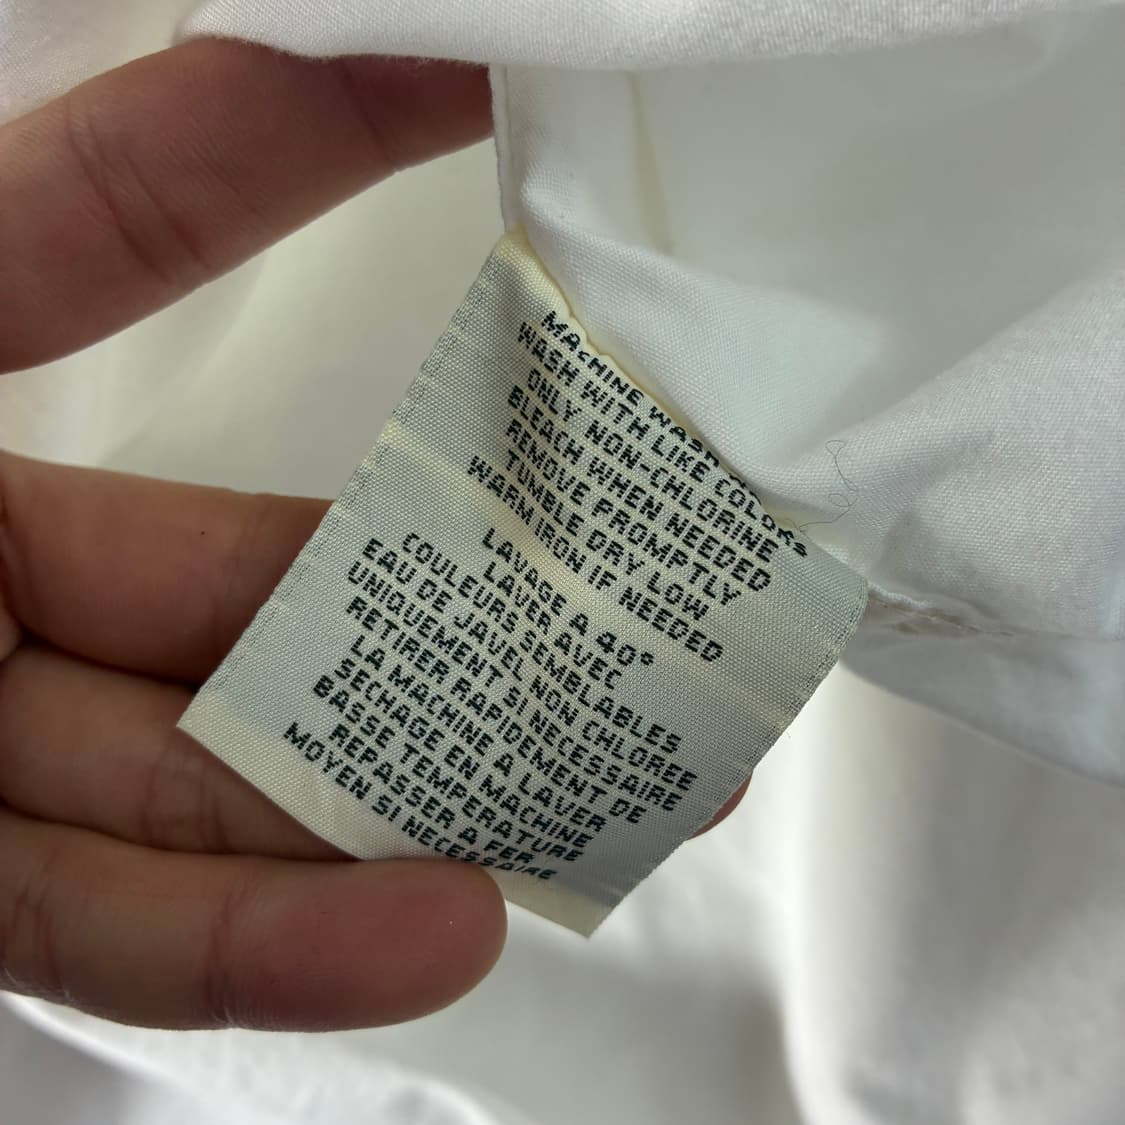 MACHINE WASH
WASH WITH LIKE COLORS
ONLY NON-CHLORINE
BLEACH WHEN NEEDED
REMOVE PROMPTLY
TUMBLE DRY LOW
WARM IRON IF NEEDED
LAVAGE A 40°
LAVER AVEC
COULEURS SEMBLABLES
EAU DE JAVEL NON CHLOREE
UNIQUEMENT SI NECESSAIRE
RETIRER RAPIDEMENT DE
LA MACHINE A LAVER
SECHAGE EN MACHINE
BASSE TEMPERATURE
REPASSER A FER
MOYEN SI NECESSAIRE